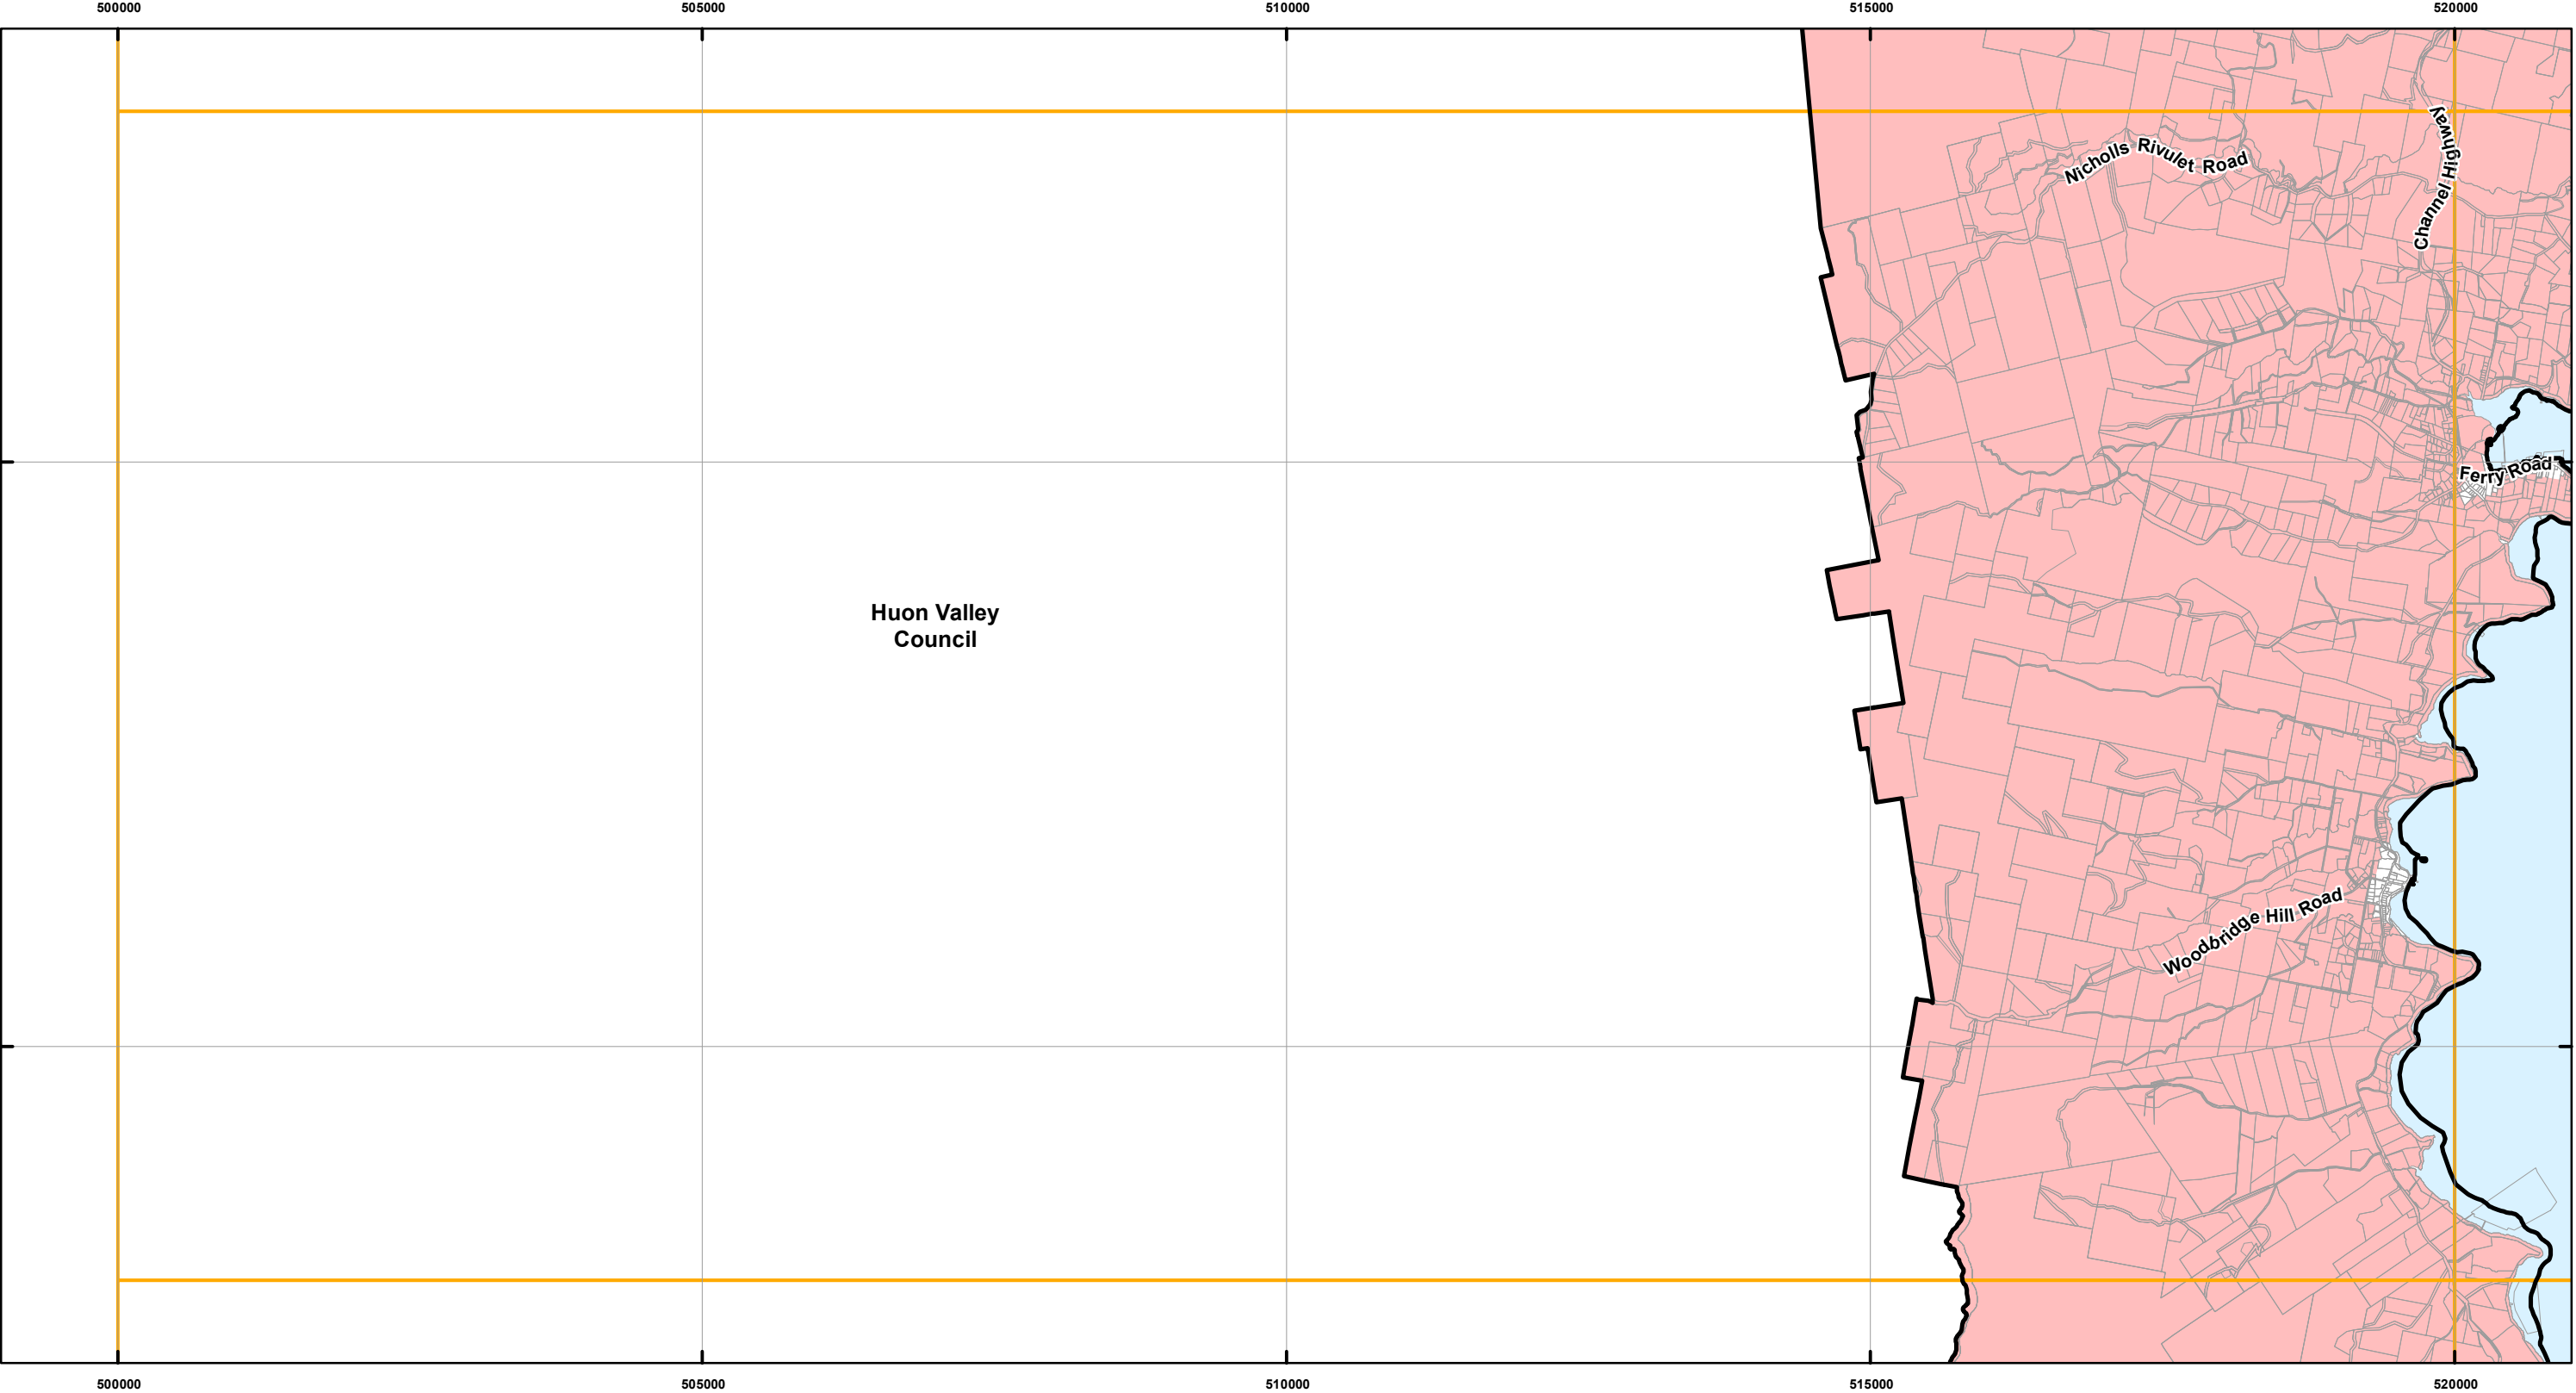 500000
505000
510000
515000
520000
Channel Highway
Nicholls Rivulet Road
Ferry Road
Huon Valley
Council
Woodbridge Hill Road
500000
505000
510000
515000
520000